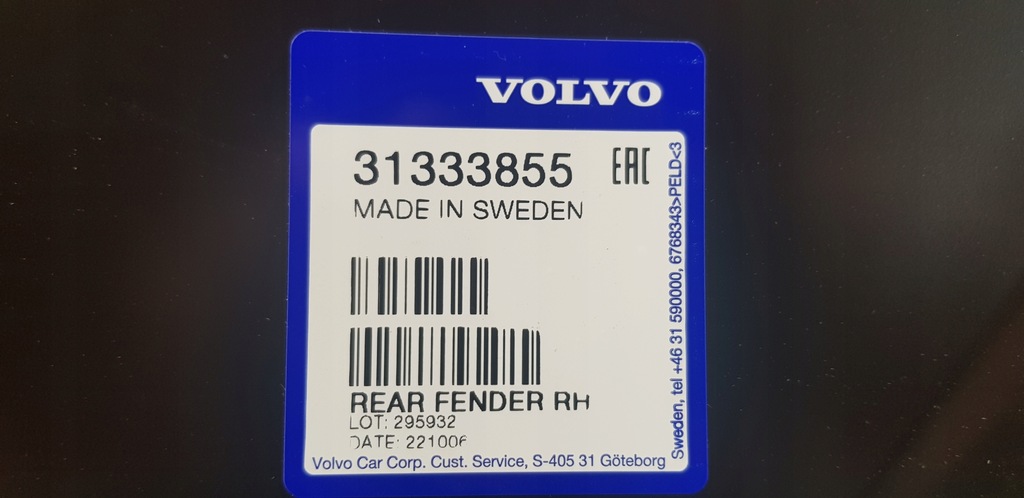 VOLVO
31333855 EAC
MADE IN SWEDEN
REAR FENDER RH
LOT: 295932
DATE: 221006
Volvo Car Corp. Cust. Service, S-405 31 Göteborg
Sweden, tel +46 31 590000, 6768343>PELD<3